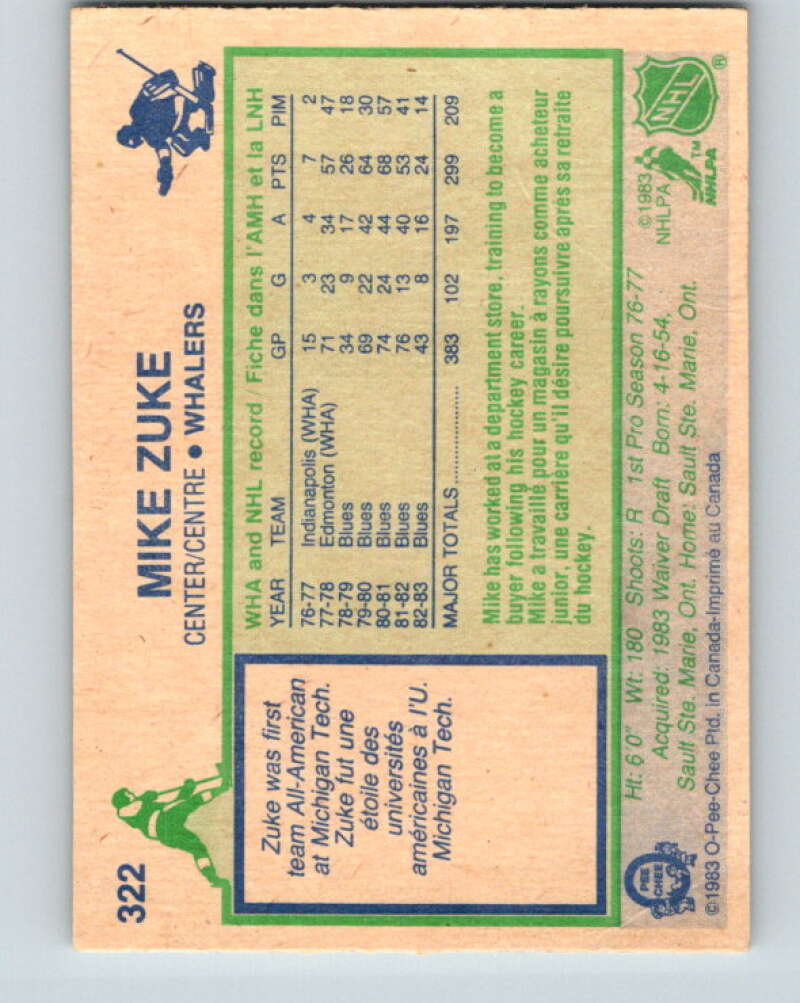 322
MIKE ZUKE
CENTER/CENTRE • WHALERS
Zuke was first
team All-American
at Michigan Tech.
Zuke fut une
étoile des
universités
américaines à l'U.
Michigan Tech.
WHA and NHL record / Fiche dans l'AMH et la LNH
YEAR TEAM GP G A PTS PIM
76-77 Indianapolis (WHA) 15 3 4 7 2
77-78 Edmonton (WHA) 71 23 34 57 47
78-79 Blues 34 9 17 26 18
79-80 Blues 69 22 42 64 30
80-81 Blues 74 24 44 68 57
81-82 Blues 76 13 40 53 41
82-83 Blues 43 8 16 24 14
MAJOR TOTALS .............. 383 102 197 299 209
Mike has worked at a department store, training to become a
buyer following his hockey career.
Mike a travaillé pour un magasin à rayons comme acheteur
junior, une carrière qu'il désire poursuivre après sa retraite
du hockey.
Ht: 6'0" Wt: 180 Shoots: R 1st Pro Season 76-77
Acquired: 1983 Waiver Draft Born: 4-16-54,
Sault Ste. Marie, Ont. Home: Sault Ste. Marie, Ont.
©1983 O-Pee-Chee Ptd. in Canada-Imprimé au Canada
PEE
CHEE
©1983
NHLPA
NHL ®
NHLPA TM